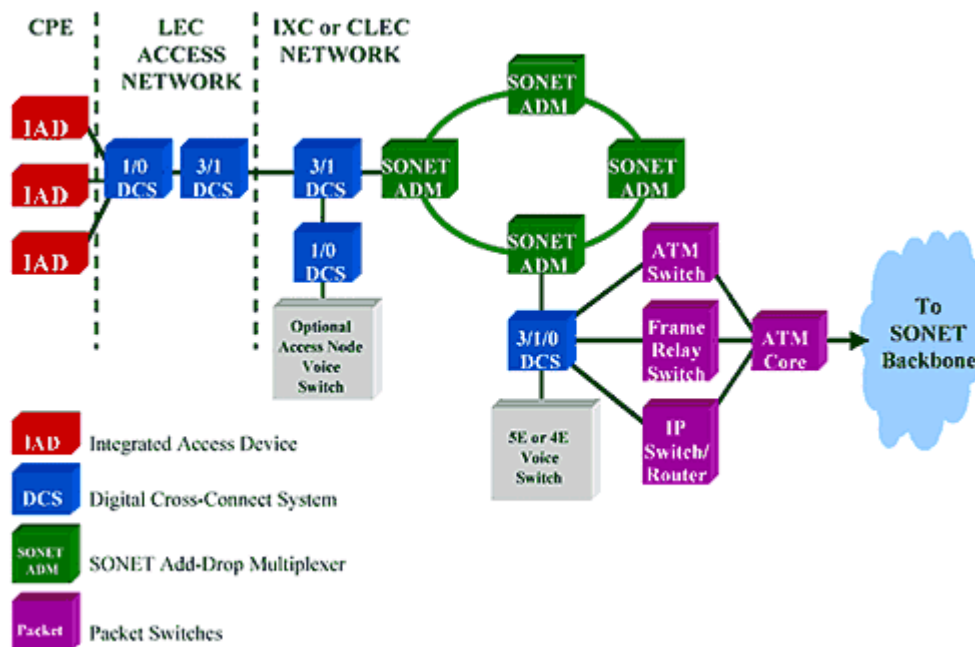 CPE
LEC
ACCESS
NETWORK
IXC or CLEC
NETWORK
IAD
IAD
IAD
1/0
DCS
3/1
DCS
3/1
DCS
1/0
DCS
Optional
Access Node
Voice
Switch
SONET
ADM
SONET
ADM
SONET
ADM
SONET
ADM
3/1/0
DCS
5E or 4E
Voice
Switch
ATM
Switch
Frame
Relay
Switch
IP
Switch/
Router
ATM
Core
To
SONET
Backbone
IAD Integrated Access Device
DCS Digital Cross-Connect System
SONET
ADM
SONET Add-Drop Multiplexer
Packet Packet Switches